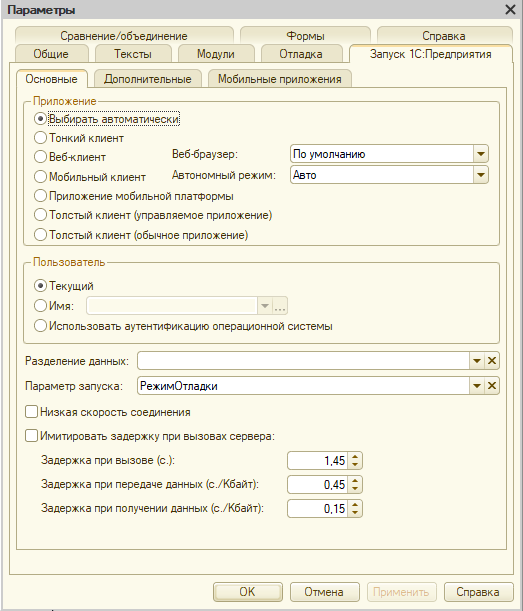 Параметры
Сравнение/объединение Формы Справка
Общие Тексты Модули Отладка Запуск 1С:Предприятия
Основные Дополнительные Мобильные приложения
Приложение
Выбирать автоматически
Тонкий клиент
Веб-клиент Веб-браузер: По умолчанию
Мобильный клиент Автономный режим: Авто
Приложение мобильной платформы
Толстый клиент (управляемое приложение)
Толстый клиент (обычное приложение)
Пользователь
Текущий
Имя: ...
Использовать аутентификацию операционной системы
Разделение данных:
Параметр запуска: РежимОтладки
Низкая скорость соединения
Имитировать задержку при вызовах сервера:
Задержка при вызове (с.): 1,45
Задержка при передаче данных (с./Кбайт): 0,45
Задержка при получении данных (с./Кбайт): 0,15
ОК Отмена Применить Справка